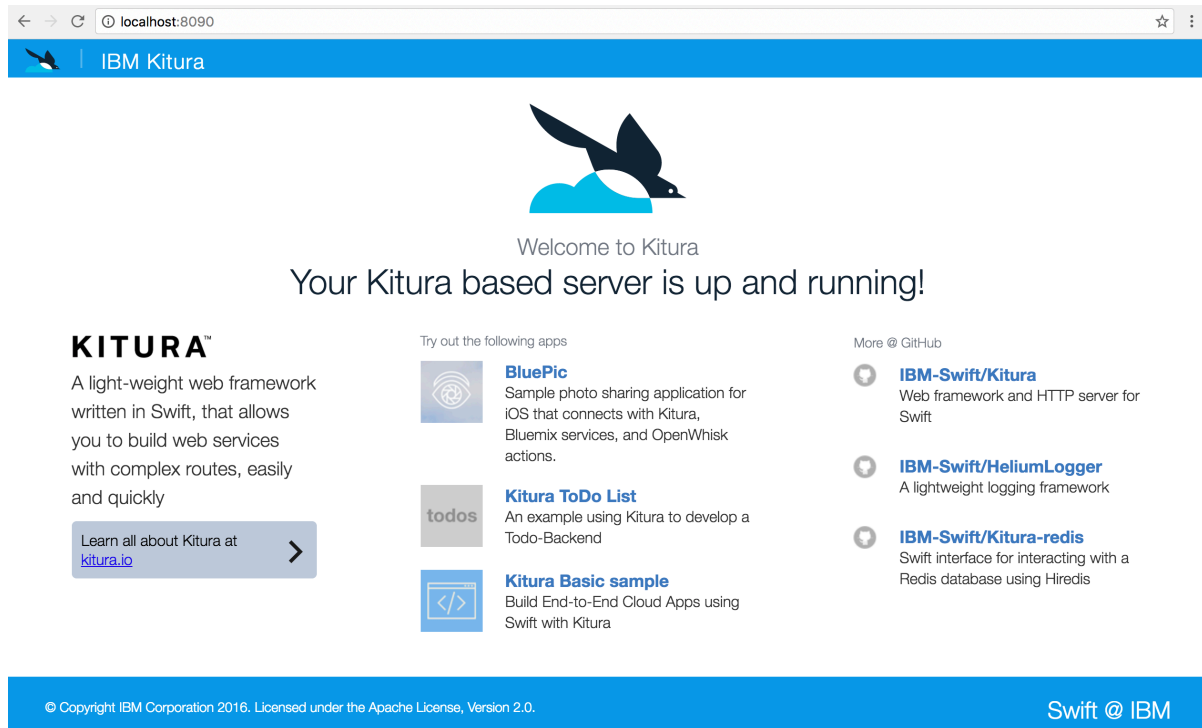 localhost:8090
IBM Kitura
Welcome to Kitura
Your Kitura based server is up and running!
KITURA™
A light-weight web framework
written in Swift, that allows
you to build web services
with complex routes, easily
and quickly
Learn all about Kitura at
kitura.io
Try out the following apps
BluePic
Sample photo sharing application for
iOS that connects with Kitura,
Bluemix services, and OpenWhisk
actions.
todos
Kitura ToDo List
An example using Kitura to develop a
Todo-Backend
Kitura Basic sample
Build End-to-End Cloud Apps using
Swift with Kitura
More @ GitHub
IBM-Swift/Kitura
Web framework and HTTP server for
Swift
IBM-Swift/HeliumLogger
A lightweight logging framework
IBM-Swift/Kitura-redis
Swift interface for interacting with a
Redis database using Hiredis
© Copyright IBM Corporation 2016. Licensed under the Apache License, Version 2.0.
Swift @ IBM